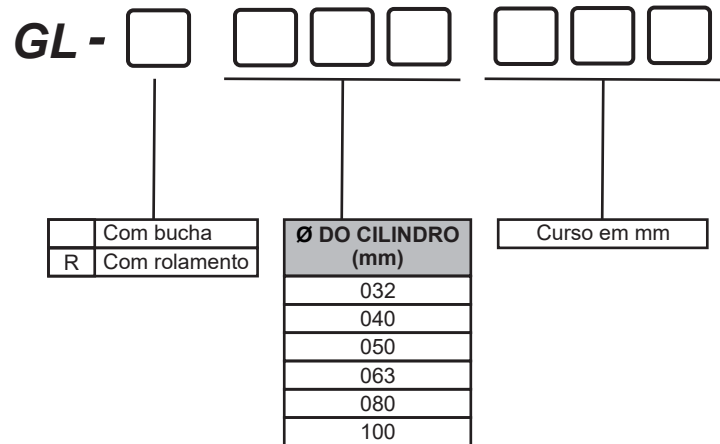 GL -
Com bucha
R Com rolamento
Ø DO CILINDRO
(mm)
032
040
050
063
080
100
Curso em mm